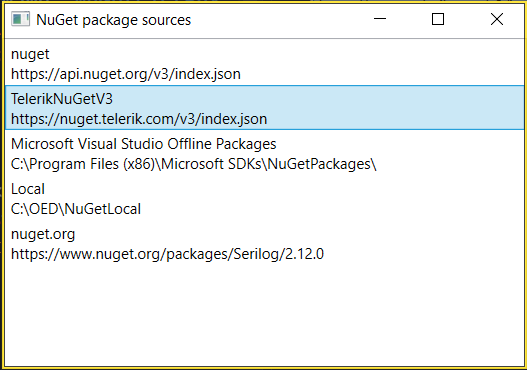 NuGet package sources
nuget
https://api.nuget.org/v3/index.json
TelerikNuGetV3
https://nuget.telerik.com/v3/index.json
Microsoft Visual Studio Offline Packages
C:\Program Files (x86)\Microsoft SDKs\NuGetPackages\
Local
C:\OED\NuGetLocal
nuget.org
https://www.nuget.org/packages/Serilog/2.12.0